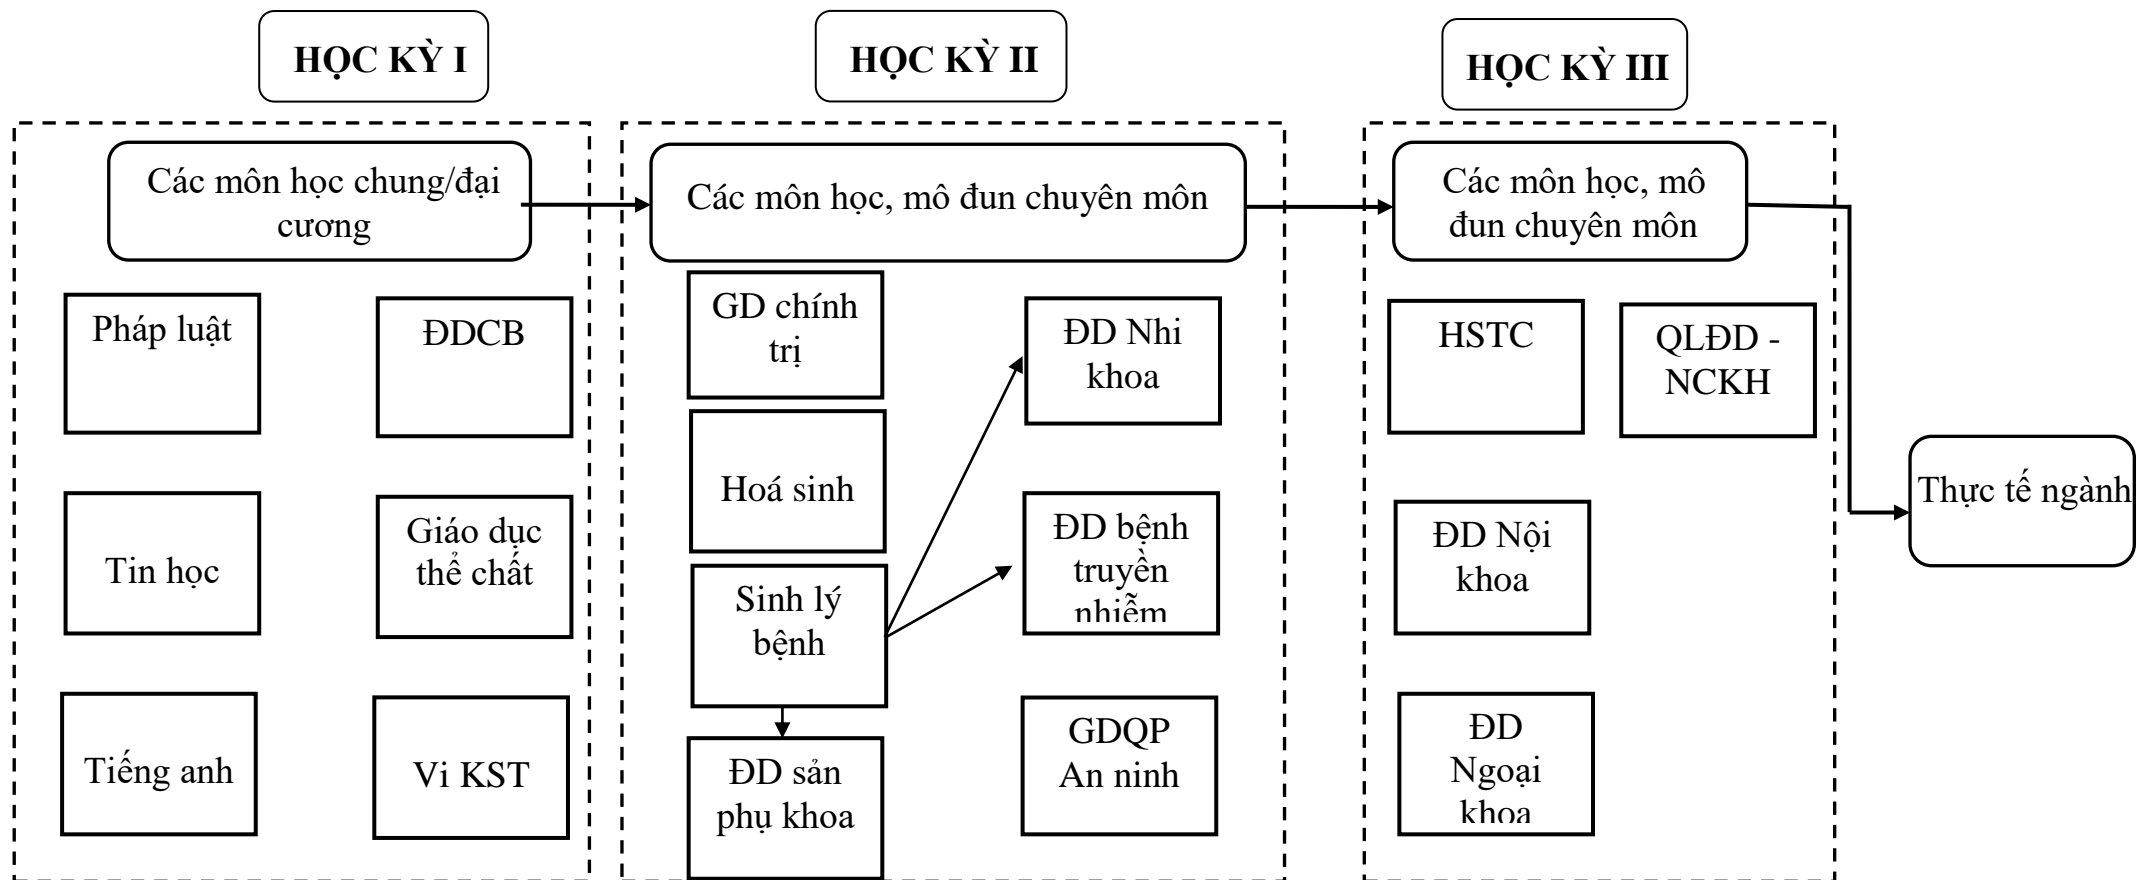 HỌC KỲ I
HỌC KỲ II
HỌC KỲ III
Các môn học chung/đại
cương
Các môn học, mô đun chuyên môn
Các môn học, mô
đun chuyên môn
Pháp luật
ĐDCB
Tin học
Giáo dục
thể chất
Tiếng anh
Vi KST
GD chính
trị
Hoá sinh
Sinh lý
bệnh
ĐD sản
phụ khoa
ĐD Nhi
khoa
ĐD bệnh
truyền
nhiễm
GDQP
An ninh
HSTC
QLĐD -
NCKH
ĐD Nội
khoa
ĐD
Ngoại
khoa
Thực tế ngành